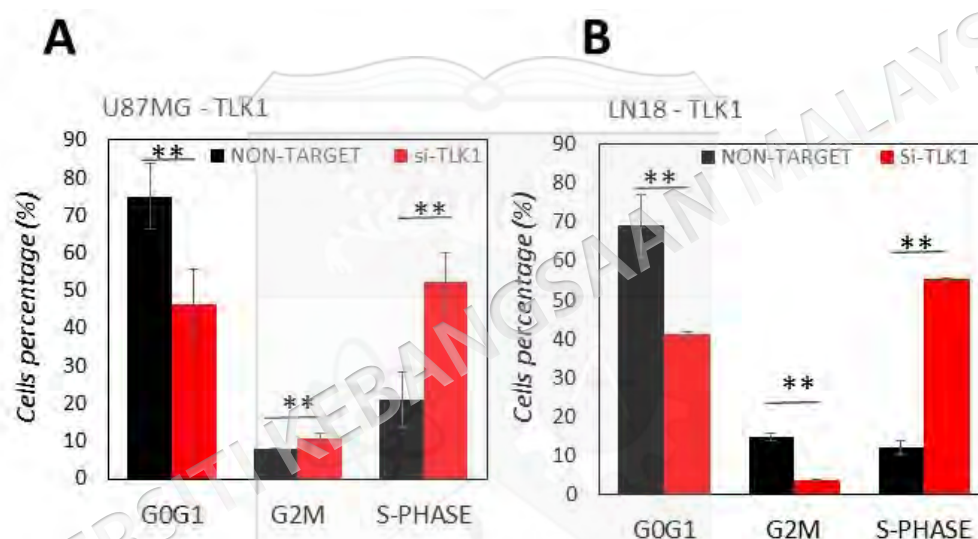 A
U87MG - TLK1
Cells percentage (%)
90
80
70
60
50
40
30
20
10
0
**
NON-TARGET
si-TLK1
**
**
G0G1
G2M
S-PHASE
B
LN18 - TLK1
Cells percentage (%)
90
80
70
60
50
40
30
20
10
0
NON-TARGET
Si-TLK1
**
**
**
G0G1
G2M
S-PHASE
KEBANGSAAN